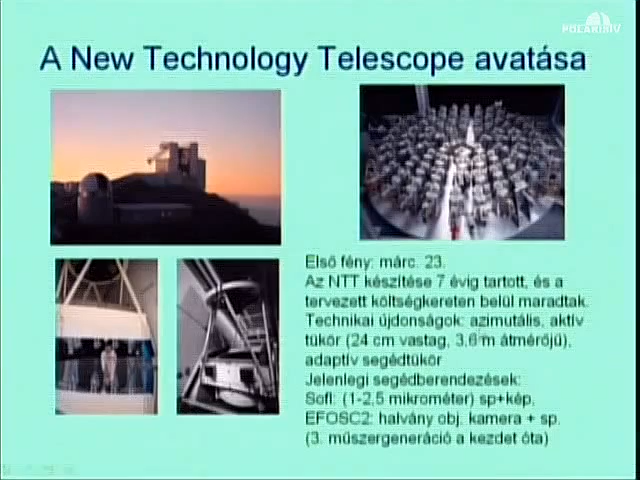 POLARIS TV
A New Technology Telescope avatása
Első fény: márc. 23.
Az NTT készítése 7 évig tartott, és a
tervezett költségkereten belül maradtak.
Technikai újdonságok: azimutális, aktív
tükör (24 cm vastag, 3,6 m átmérőjű),
adaptív segédtükör
Jelenlegi segédberendezések:
SofI: (1-2,5 mikrométer) sp+kép,
EFOSC2: halvány obj. kamera + sp.
(3. műszergeneráció a kezdet óta)